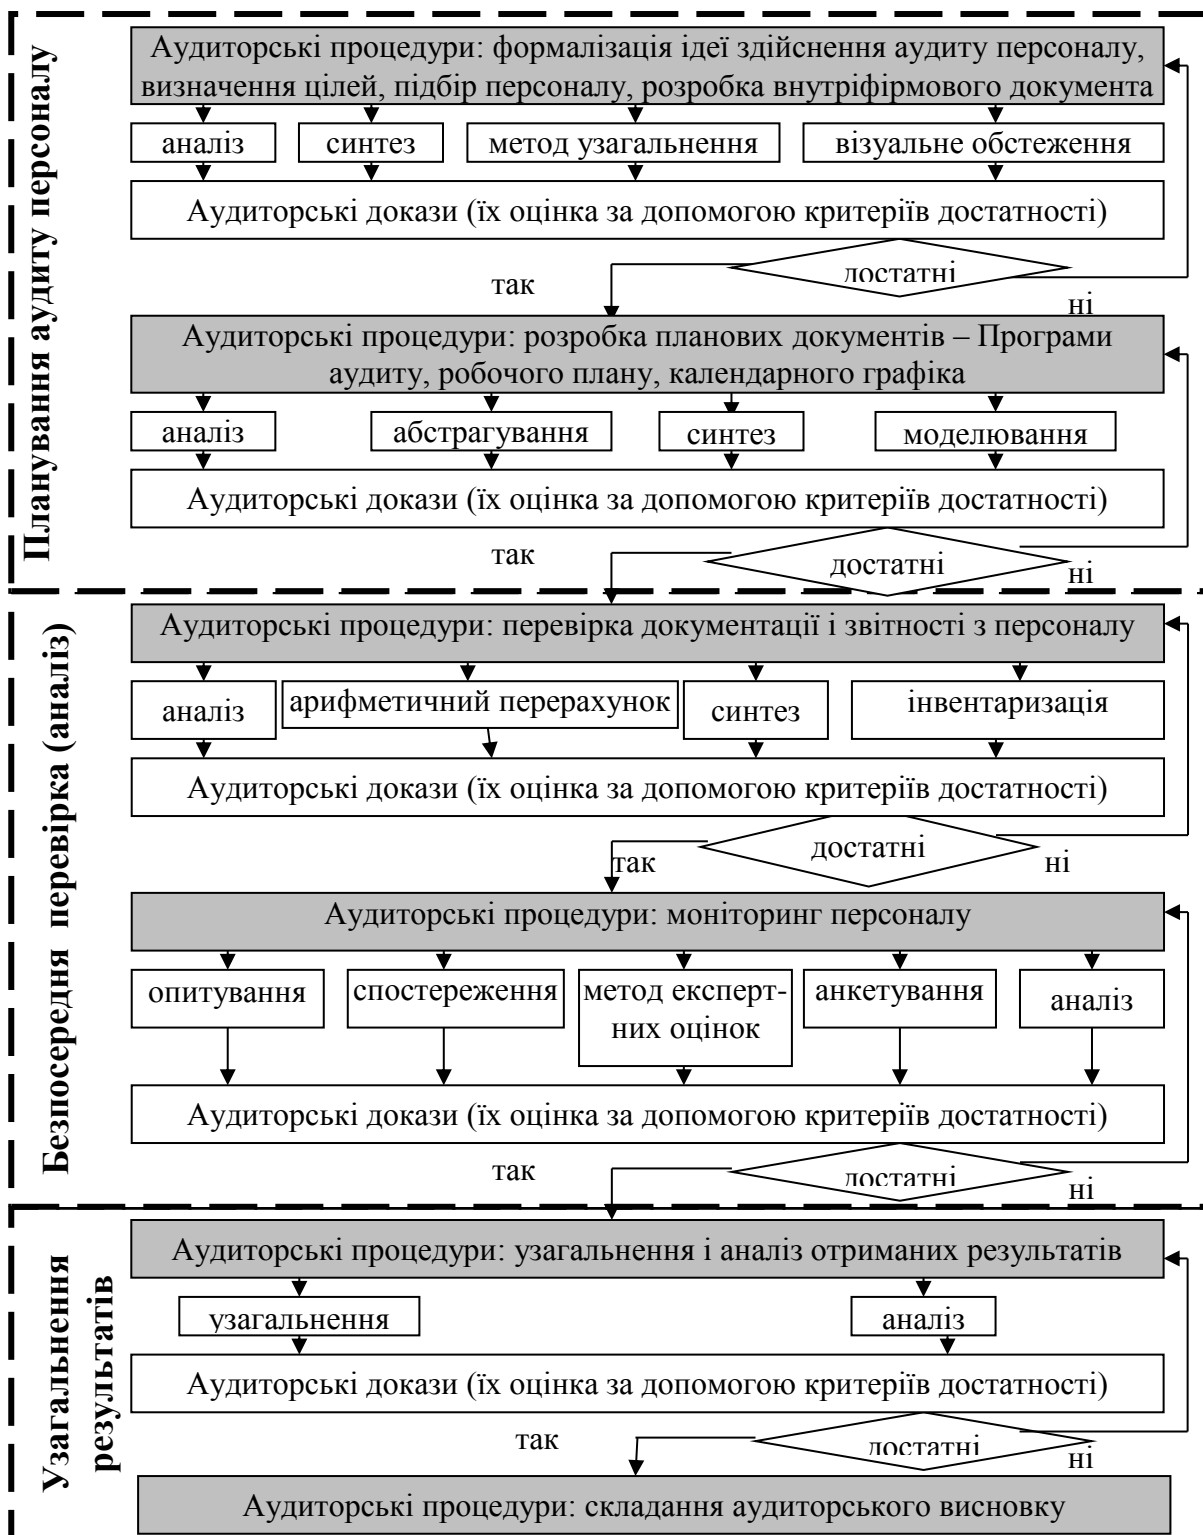 Планування аудиту персоналу
Аудиторські процедури: формалізація ідеї здійснення аудиту персоналу,
визначення цілей, підбір персоналу, розробка внутріфірмового документа
аналіз
синтез
метод узагальнення
візуальне обстеження
Аудиторські докази (їх оцінка за допомогою критеріїв достатності)
достатні
так
ні
Аудиторські процедури: розробка планових документів – Програми
аудиту, робочого плану, календарного графіка
аналіз
абстрагування
синтез
моделювання
Аудиторські докази (їх оцінка за допомогою критеріїв достатності)
так
достатні
ні
Безпосередня перевірка (аналіз)
Аудиторські процедури: перевірка документації і звітності з персоналу
аналіз
арифметичний перерахунок
синтез
інвентаризація
Аудиторські докази (їх оцінка за допомогою критеріїв достатності)
так
достатні
ні
Аудиторські процедури: моніторинг персоналу
опитування
спостереження
метод експерт-
них оцінок
анкетування
аналіз
Аудиторські докази (їх оцінка за допомогою критеріїв достатності)
так
достатні
ні
Узагальнення
результатів
Аудиторські процедури: узагальнення і аналіз отриманих результатів
узагальнення
аналіз
Аудиторські докази (їх оцінка за допомогою критеріїв достатності)
так
достатні
ні
Аудиторські процедури: складання аудиторського висновку